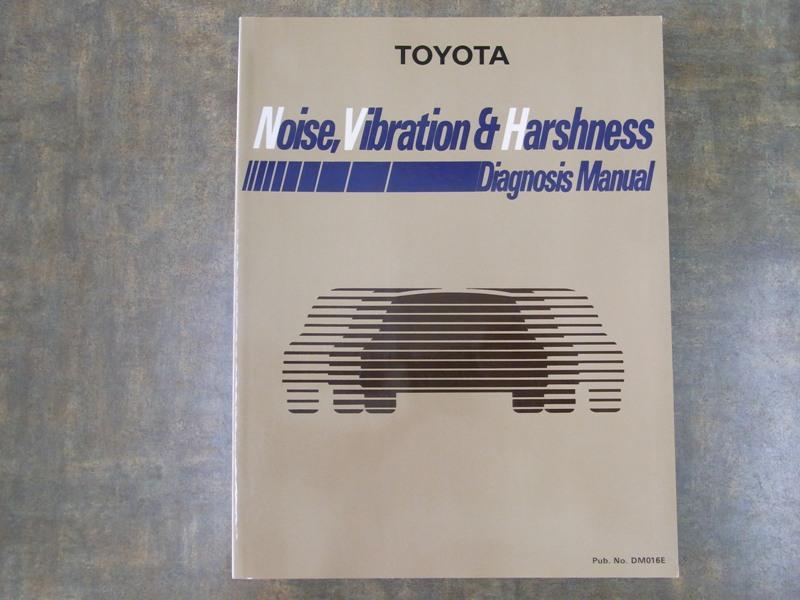 TOYOTA
Noise, Vibration & Harshness
Diagnosis Manual
Pub. No. DM016E